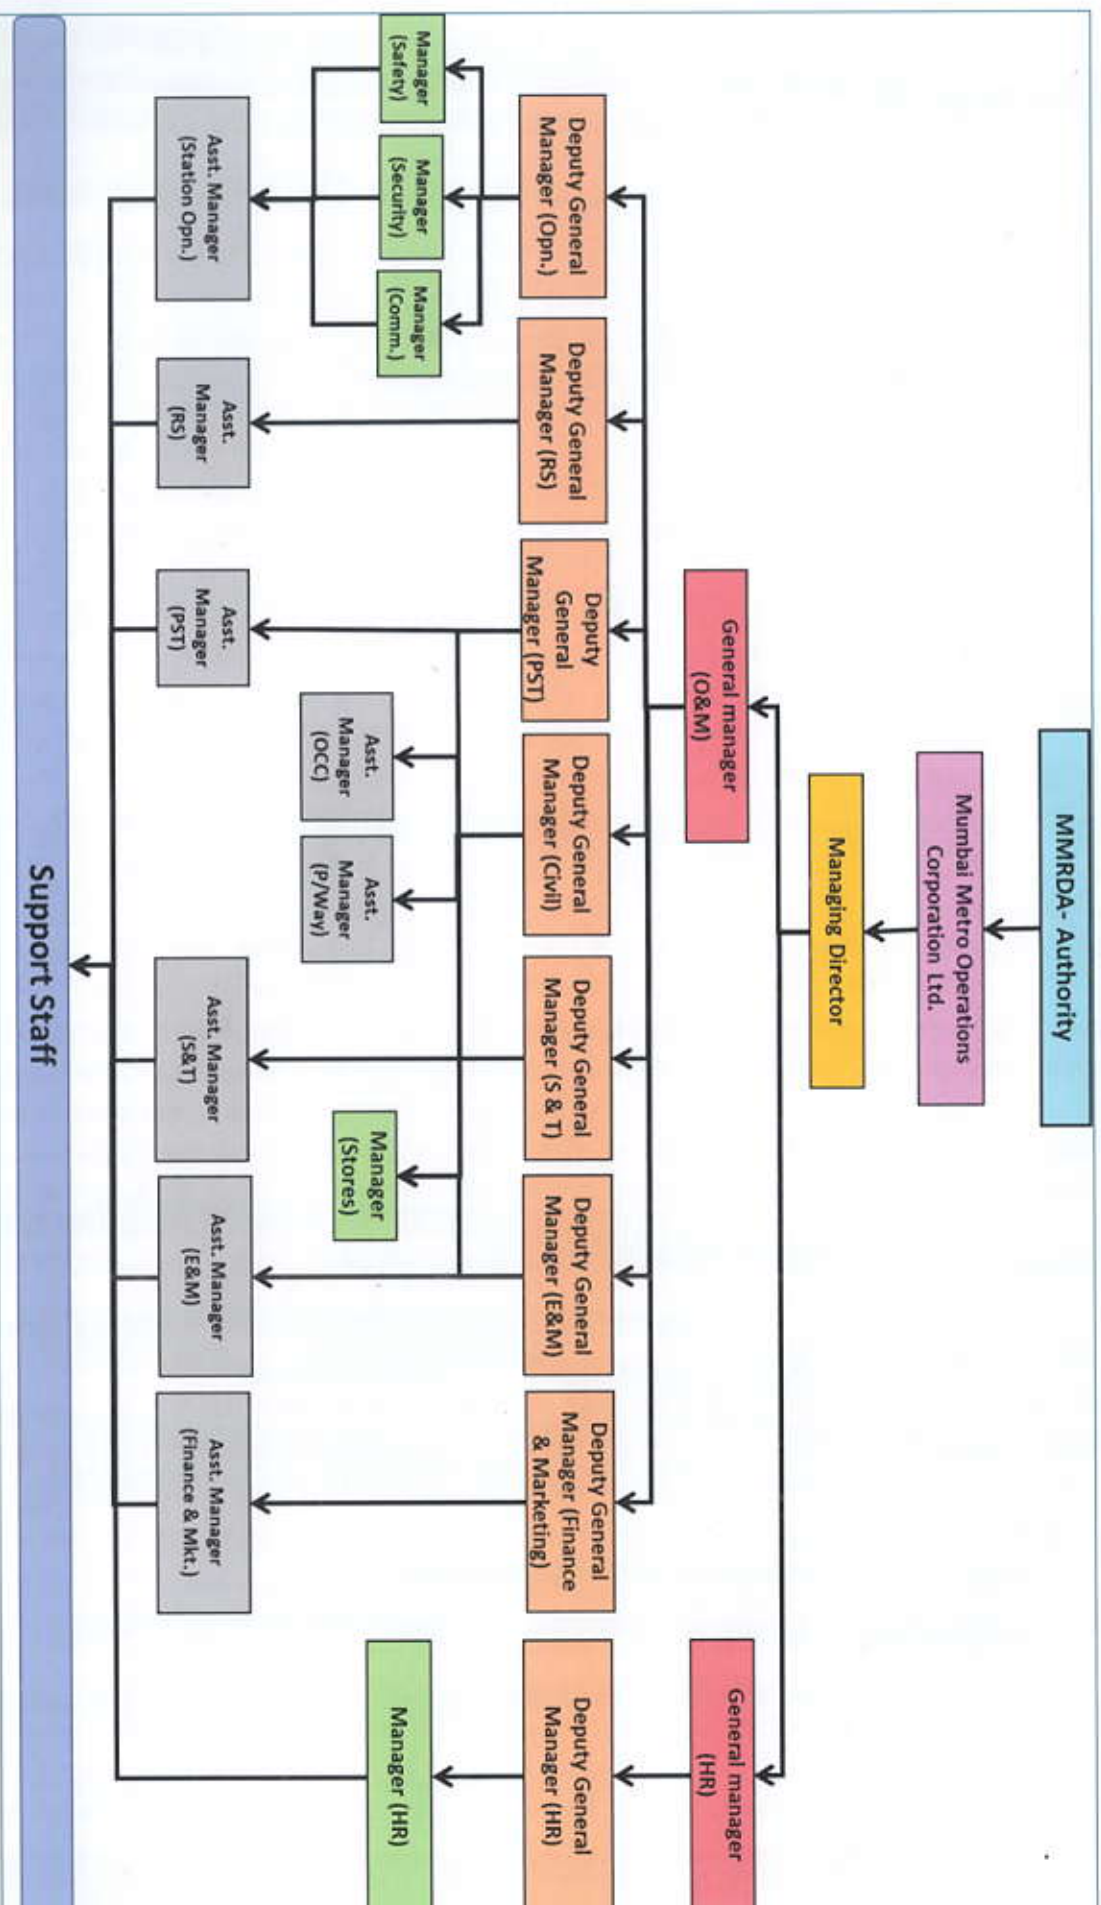 MMRDA- Authority
Mumbai Metro Operations
Corporation Ltd.
Managing Director
General manager
(O&M)
General manager
(HR)
Deputy General
Manager (Opn.)
Deputy General
Manager (RS)
Deputy
General
Manager (PST)
Deputy General
Manager (Civil)
Deputy General
Manager (S & T)
Deputy General
Manager (E&M)
Deputy General
Manager (Finance
& Marketing)
Deputy General
Manager (HR)
Manager
(Safety)
Manager
(Security)
Manager
(Comm.)
Asst.
Manager
(OCC)
Asst.
Manager
(P/Way)
Manager
(Stores)
Manager (HR)
Asst. Manager
(Station Opn.)
Asst.
Manager
(RS)
Asst.
Manager
(PST)
Asst. Manager
(S&T)
Asst. Manager
(E&M)
Asst. Manager
(Finance & Mkt.)
Support Staff